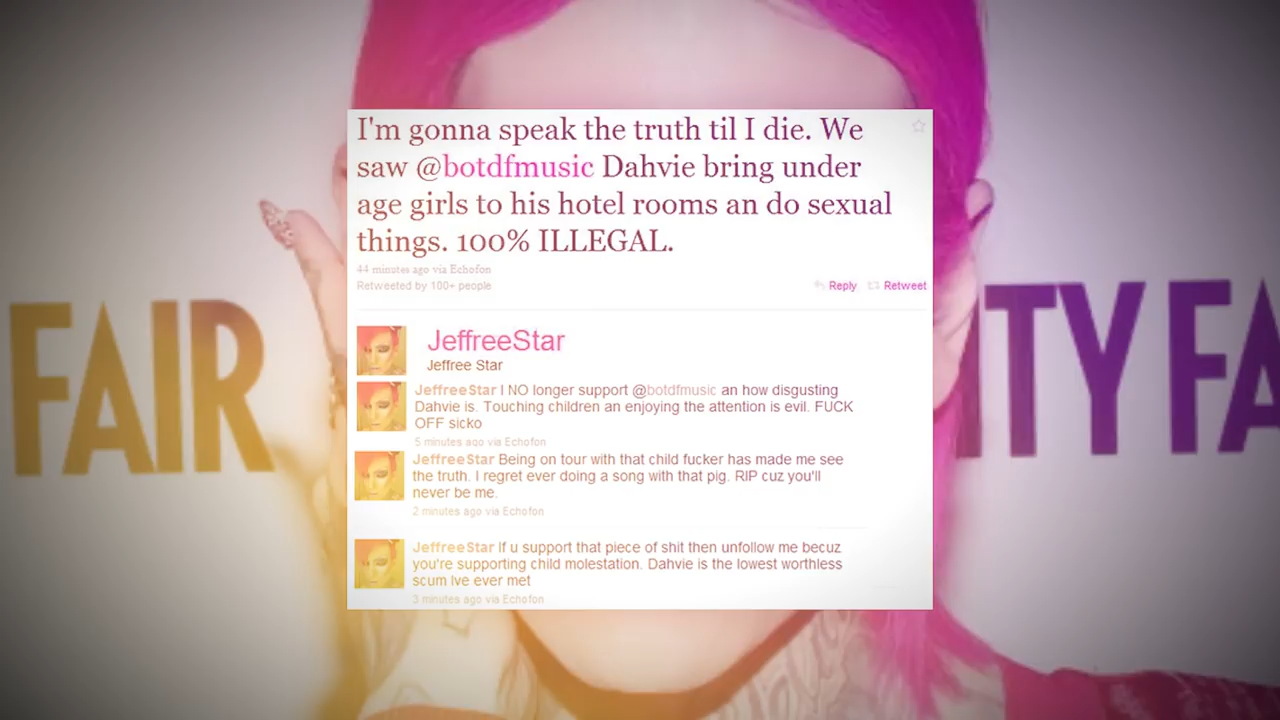 I'm gonna speak the truth til I die. We
saw @botdfmusic Dahvie bring under
age girls to his hotel rooms an do sexual
things. 100% ILLEGAL.
44 minutes ago via Echofon
Retweeted by 100+ people
Reply Retweet
JeffreeStar
Jeffree Star
JeffreeStar I NO longer support @botdfmusic an how disgusting
Dahvie is. Touching children an enjoying the attention is evil. FUCK
OFF sicko
5 minutes ago via Echofon
JeffreeStar Being on tour with that child fucker has made me see
the truth. I regret ever doing a song with that pig. RIP cuz you'll
never be me.
2 minutes ago via Echofon
JeffreeStar If u support that piece of shit then unfollow me becuz
you're supporting child molestation. Dahvie is the lowest worthless
scum Ive ever met
3 minutes ago via Echofon
FAIR
ITY FA